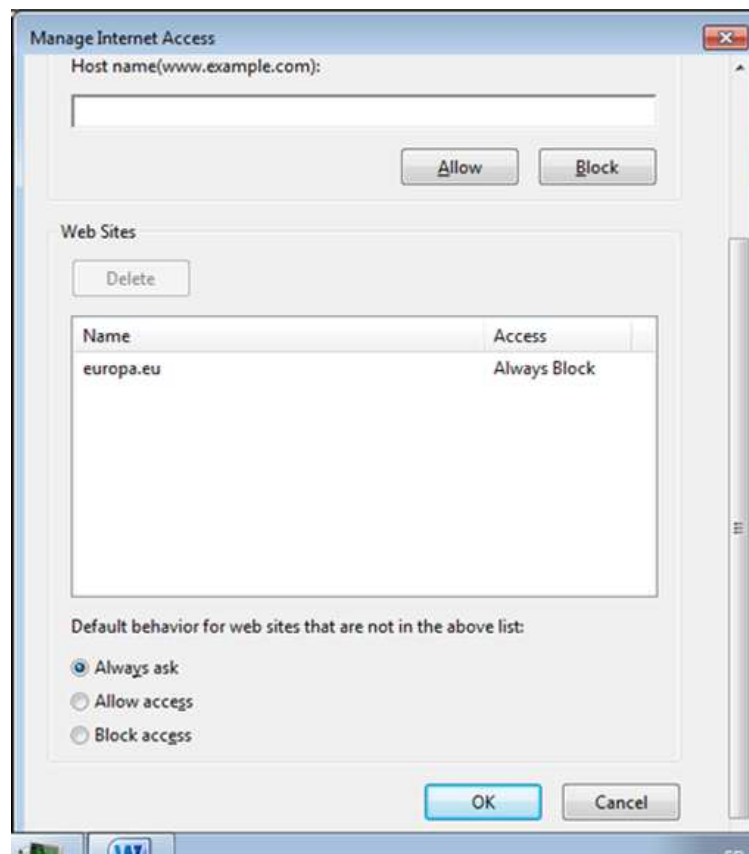 Manage Internet Access
Host name(www.example.com):
Allow Block
Web Sites
Delete
Name Access
europa.eu Always Block
Default behavior for web sites that are not in the above list:
Always ask
Allow access
Block access
OK Cancel